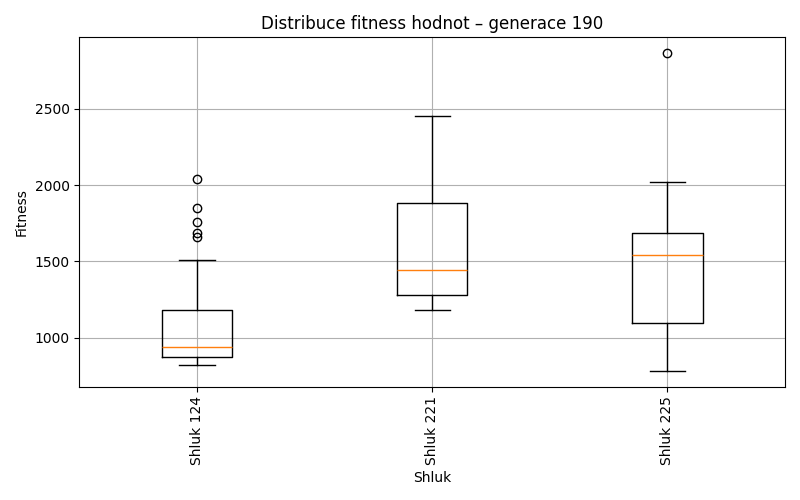 Distribuce fitness hodnot – generace 190
Fitness
2500
2000
1500
1000
Shluk 124
Shluk 221
Shluk 225
Shluk